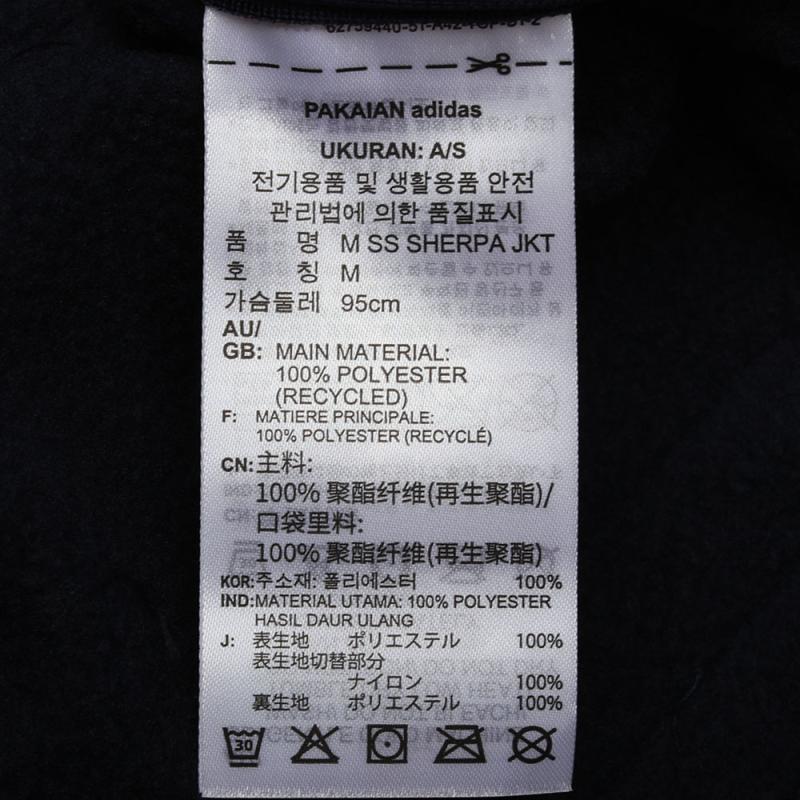 PAKAIAN adidas
UKURAN: A/S
전기용품 및 생활용품 안전
관리법에 의한 품질표시
품 명 M SS SHERPA JKT
호 칭 M
가슴둘레 95cm
AU/
GB: MAIN MATERIAL:
100% POLYESTER
(RECYCLED)
F: MATIERE PRINCIPALE:
100% POLYESTER (RECYCLÉ)
CN:主料:
100% 聚酯纤维(再生聚酯)/
口袋里料:
100% 聚酯纤维(再生聚酯)
KOR:주소재: 폴리에스터 100%
IND:MATERIAL UTAMA: 100% POLYESTER
HASIL DAUR ULANG
J: 表生地 ポリエステル 100%
表生地切替部分
ナイロン 100%
裏生地 ポリエステル 100%
30